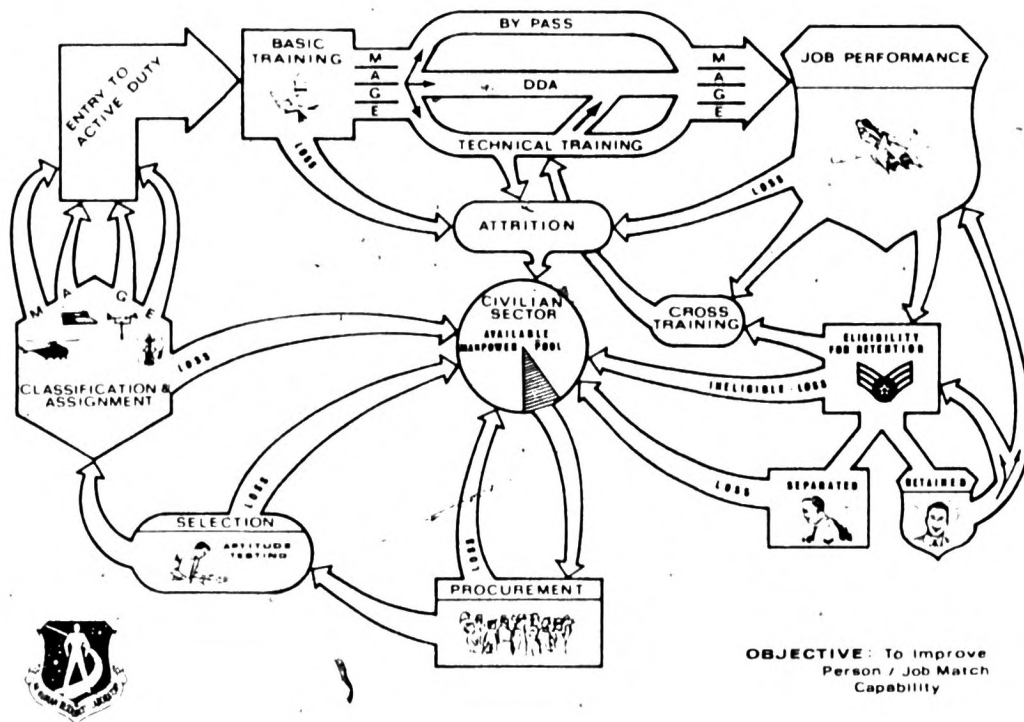 BY PASS
BASIC
TRAINING
M
A
G
E
DDA
TECHNICAL TRAINING
M
A
G
E
JOB PERFORMANCE
ENTRY TO
ACTIVE DUTY
LOSS
LOSS
ATTRITION
CIVILIAN
SECTOR
AVAILABLE
MANPOWER POOL
CROSS
TRAINING
ELIGIBILITY
FOR RETENTION
M A G E
LOSS
CLASSIFICATION &
ASSIGNMENT
INELIGIBLE-LOSS
LOSS
LOSS
SEPARATED
RETAINED
SELECTION
APTITUDE
TESTING
LOSS
PROCUREMENT
OBJECTIVE: To Improve
Person / Job Match
Capability